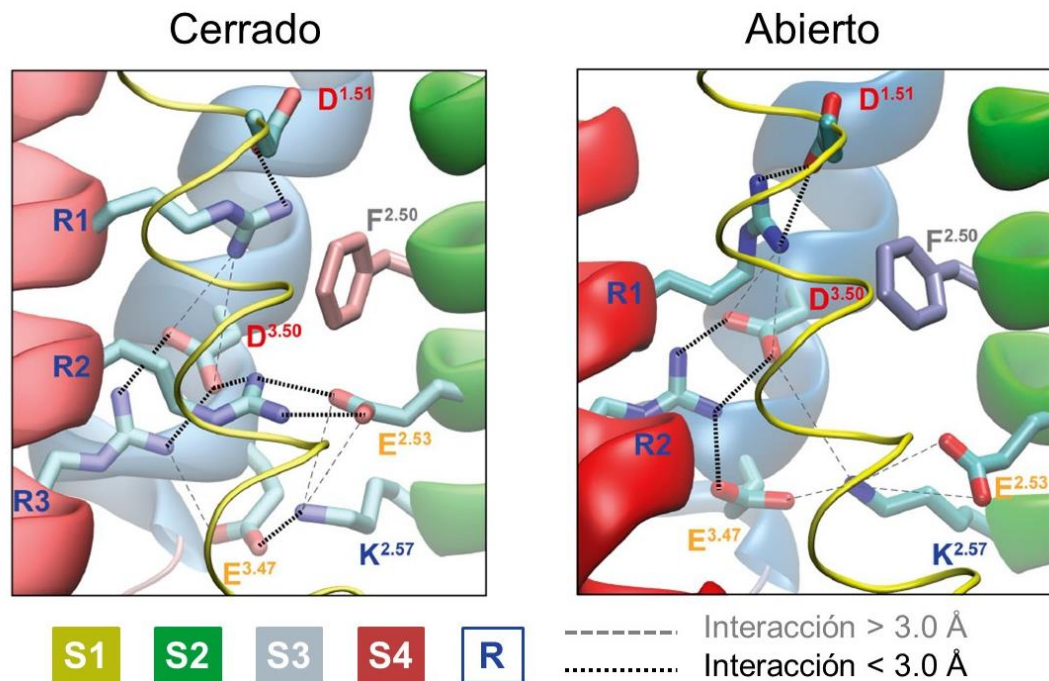 Cerrado
Abierto
D1.51
R1
F2.50
D3.50
R2
E2.53
R3
K2.57
E3.47
D1.51
F2.50
R1
D3.50
R2
E2.53
E3.47
K2.57
S1 S2 S3 S4 R
Interacción > 3.0 Å
Interacción < 3.0 Å